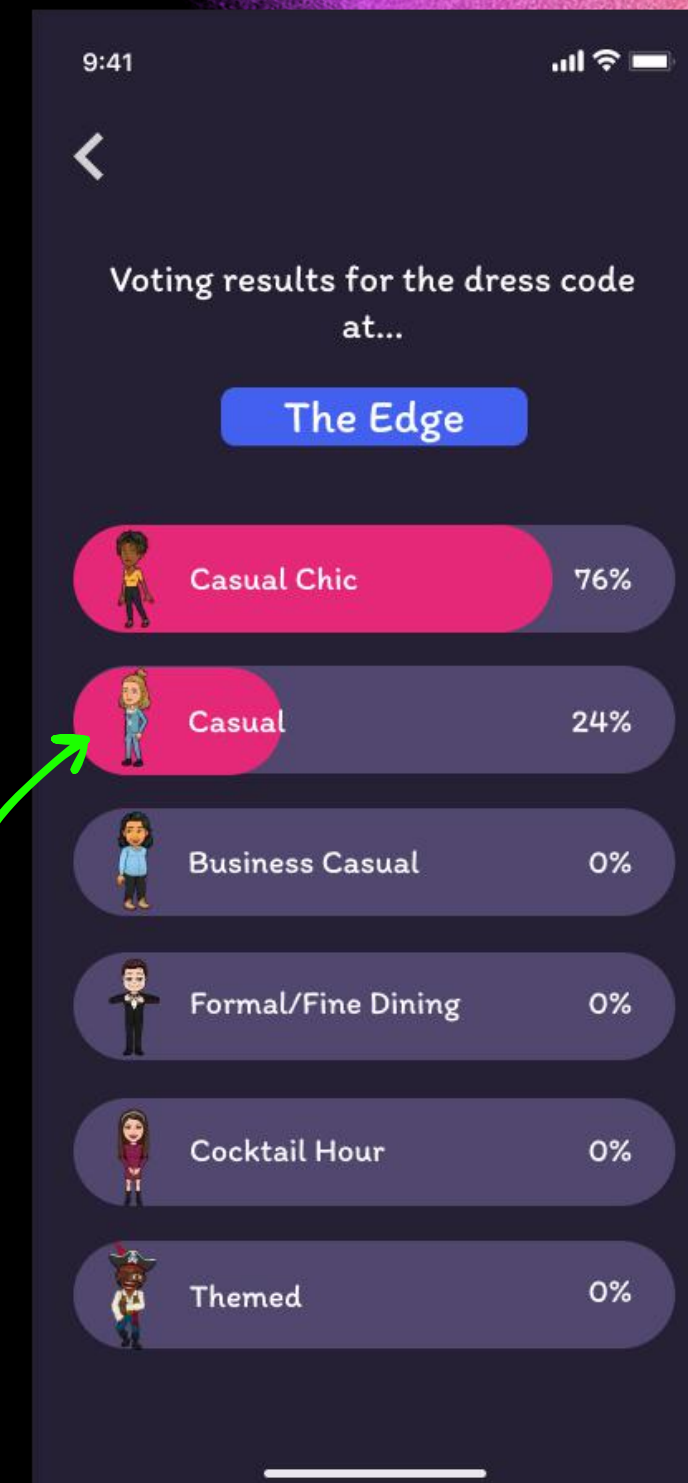 9:41
Voting results for the dress code
at...
The Edge
Casual Chic 76%
Casual 24%
Business Casual 0%
Formal/Fine Dining 0%
Cocktail Hour 0%
Themed 0%